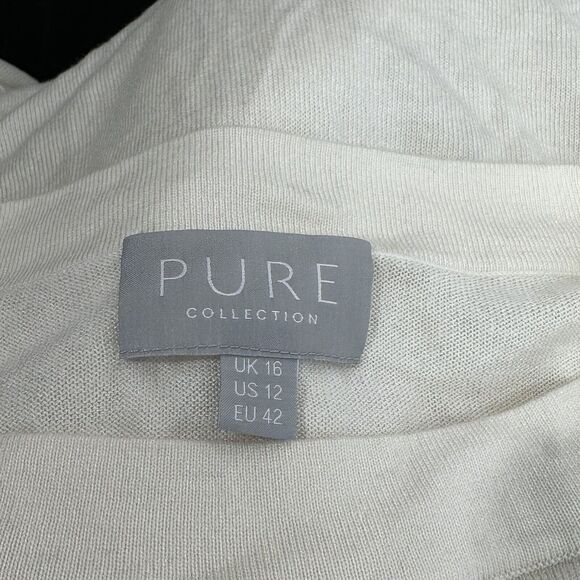 PURE
COLLECTION
UK 16
US 12
EU 42